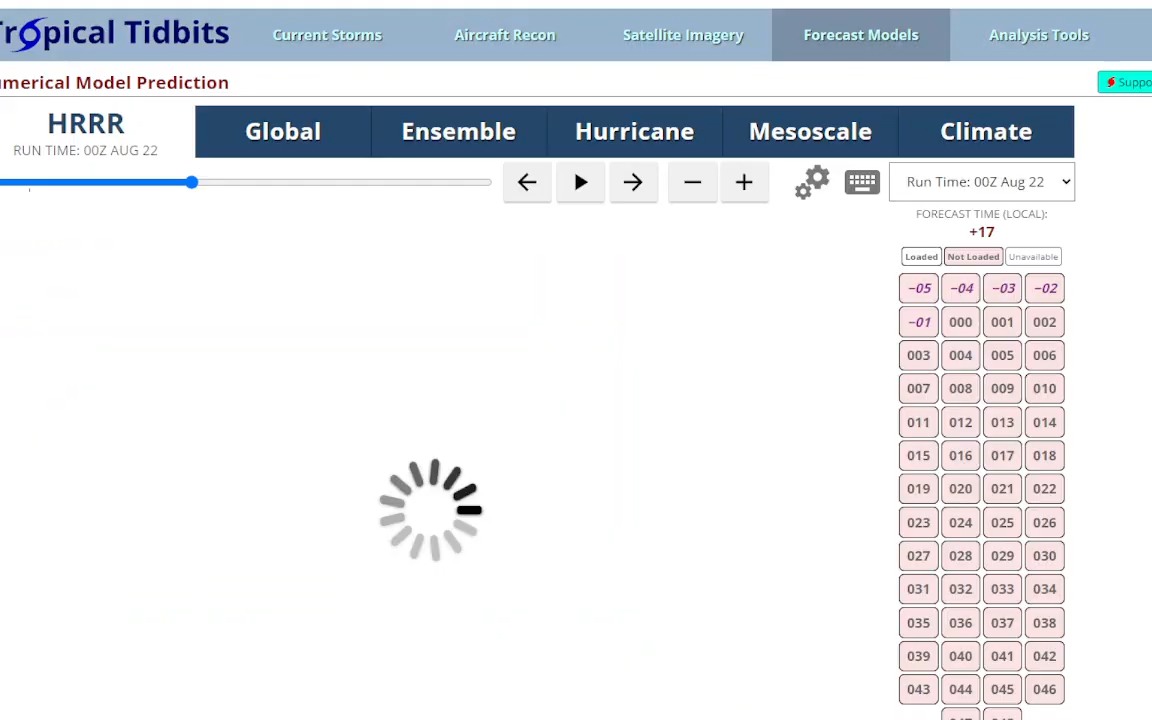 Tropical Tidbits
Current Storms
Aircraft Recon
Satellite Imagery
Forecast Models
Analysis Tools
umerical Model Prediction
Suppo
HRRR
RUN TIME: 00Z AUG 22
Global
Ensemble
Hurricane
Mesoscale
Climate
Run Time: 00Z Aug 22
FORECAST TIME (LOCAL):
+17
Loaded Not Loaded Unavailable
−05 −04 −03 −02
−01 000 001 002
003 004 005 006
007 008 009 010
011 012 013 014
015 016 017 018
019 020 021 022
023 024 025 026
027 028 029 030
031 032 033 034
035 036 037 038
039 040 041 042
043 044 045 046